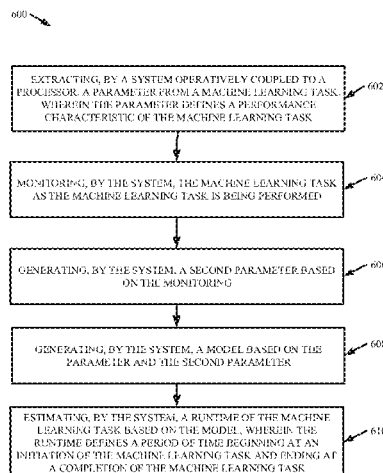 600
EXTRACTING, BY A SYSTEM OPERATIVELY COUPLED TO A
PROCESSOR, A PARAMETER FROM A MACHINE LEARNING TASK,
WHEREIN THE PARAMETER DEFINES A PERFORMANCE
CHARACTERISTIC OF THE MACHINE LEARNING TASK
602
MONITORING, BY THE SYSTEM, THE MACHINE LEARNING TASK
AS THE MACHINE LEARNING TASK IS BEING PERFORMED
604
GENERATING, BY THE SYSTEM, A SECOND PARAMETER BASED
ON THE MONITORING
606
GENERATING, BY THE SYSTEM, A MODEL BASED ON THE
PARAMETER AND THE SECOND PARAMETER
608
ESTIMATING, BY THE SYSTEM, A RUNTIME OF THE MACHINE
LEARNING TASK BASED ON THE MODEL, WHEREIN THE
RUNTIME DEFINES A PERIOD OF TIME BEGINNING AT AN
INITIATION OF THE MACHINE LEARNING TASK AND ENDING AT
A COMPLETION OF THE MACHINE LEARNING TASK
610